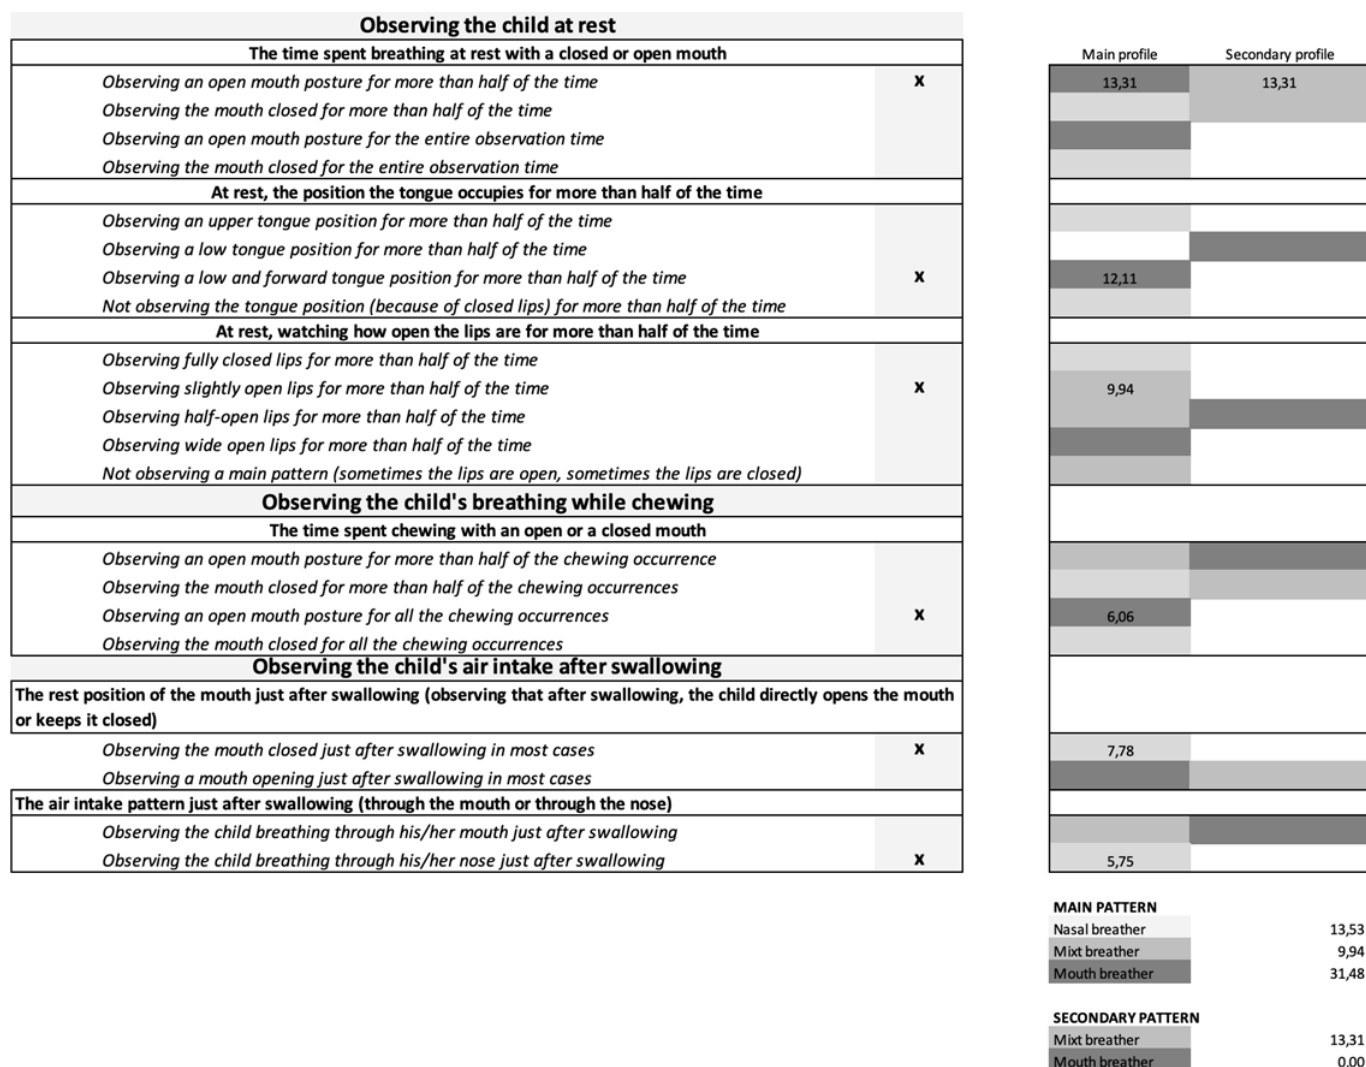 Observing the child at rest
The time spent breathing at rest with a closed or open mouth
Main profile Secondary profile
Observing an open mouth posture for more than half of the time x 13,31 13,31
Observing the mouth closed for more than half of the time
Observing an open mouth posture for the entire observation time
Observing the mouth closed for the entire observation time
At rest, the position the tongue occupies for more than half of the time
Observing an upper tongue position for more than half of the time
Observing a low tongue position for more than half of the time
Observing a low and forward tongue position for more than half of the time x 12,11
Not observing the tongue position (because of closed lips) for more than half of the time
At rest, watching how open the lips are for more than half of the time
Observing fully closed lips for more than half of the time
Observing slightly open lips for more than half of the time x 9,94
Observing half-open lips for more than half of the time
Observing wide open lips for more than half of the time
Not observing a main pattern (sometimes the lips are open, sometimes the lips are closed)
Observing the child's breathing while chewing
The time spent chewing with an open or a closed mouth
Observing an open mouth posture for more than half of the chewing occurrence
Observing the mouth closed for more than half of the chewing occurrences
Observing an open mouth posture for all the chewing occurrences x 6,06
Observing the mouth closed for all the chewing occurrences
Observing the child's air intake after swallowing
The rest position of the mouth just after swallowing (observing that after swallowing, the child directly opens the mouth
or keeps it closed)
Observing the mouth closed just after swallowing in most cases x 7,78
Observing a mouth opening just after swallowing in most cases
The air intake pattern just after swallowing (through the mouth or through the nose)
Observing the child breathing through his/her mouth just after swallowing
Observing the child breathing through his/her nose just after swallowing x 5,75
MAIN PATTERN
Nasal breather 13,53
Mixt breather 9,94
Mouth breather 31,48
SECONDARY PATTERN
Mixt breather 13,31
Mouth breather 0,00